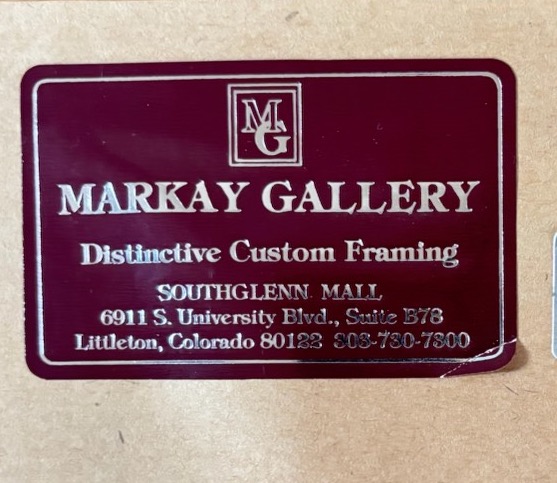 MG
MARKAY GALLERY
Distinctive Custom Framing
SOUTHGLENN MALL
6911 S. University Blvd., Suite B78
Littleton, Colorado 80122 303-730-7300